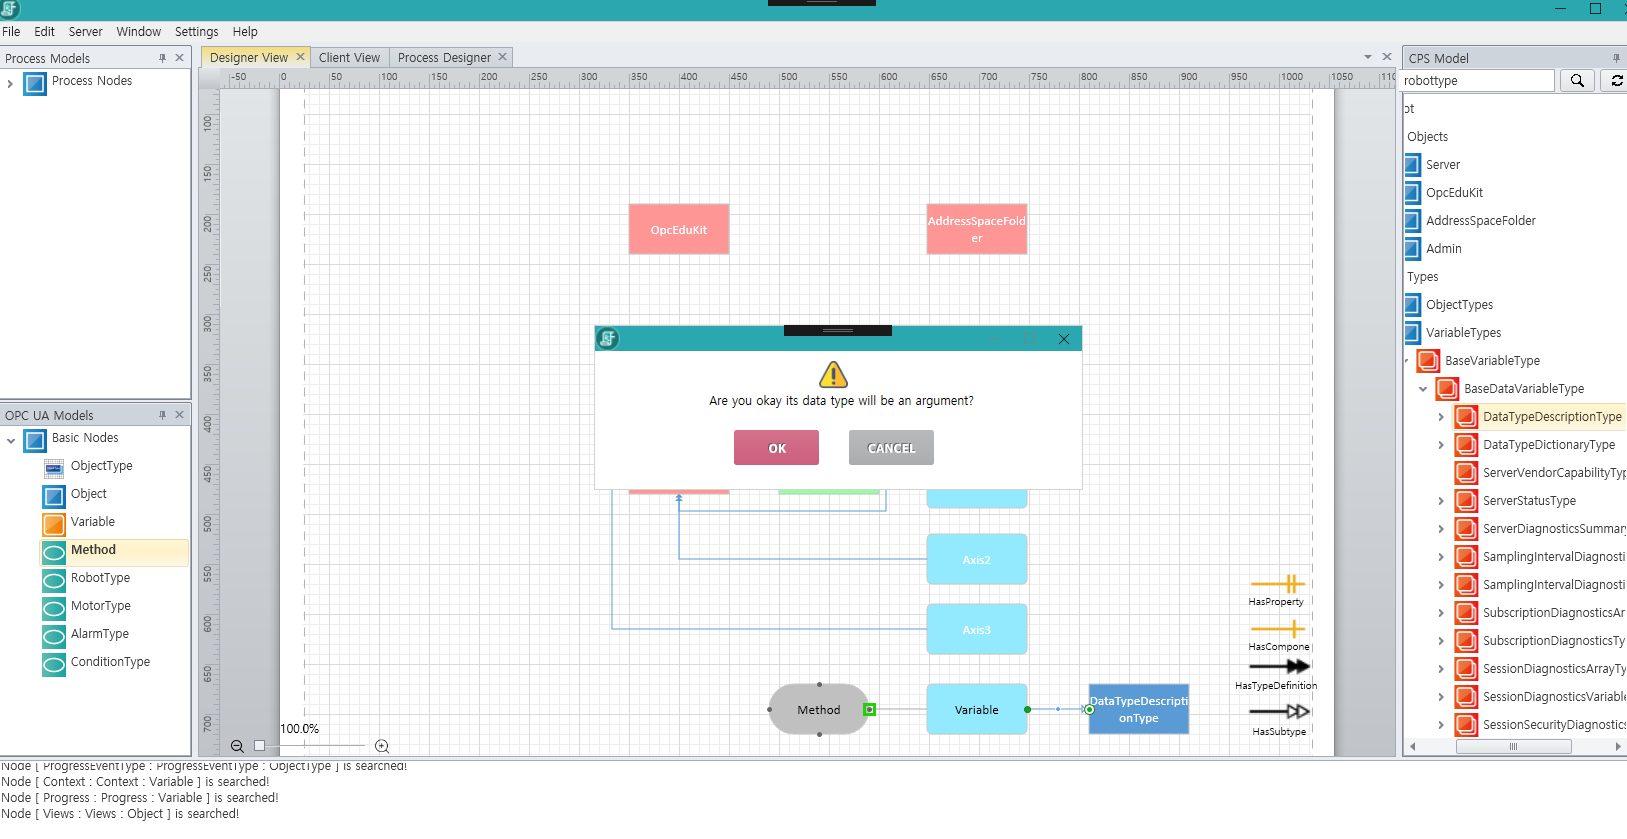 File Edit Server Window Settings Help
Process Models
Process Nodes
OPC UA Models
Basic Nodes
ObjectType
Object
Variable
Method
RobotType
MotorType
AlarmType
ConditionType
Designer View Client View Process Designer
-50 0 50 100 150 200 250 300 350 400 450 500 550 600 650 700 750 800 850 900 950 1000 1050 110
100
150
200
250
300
350
400
450
500
550
600
650
700
OpcEduKit
AddressSpaceFold
er
Are you okay its data type will be an argument?
OK CANCEL
Axis2
Axis3
Method
Variable
DataTypeDescripti
onType
HasProperty
HasCompone
HasTypeDefinition
HasSubtype
100.0%
CPS Model
robottype
ot
Objects
Server
OpcEduKit
AddressSpaceFolder
Admin
Types
ObjectTypes
VariableTypes
BaseVariableType
BaseDataVariableType
DataTypeDescriptionType
DataTypeDictionaryType
ServerVendorCapabilityTyp
ServerStatusType
ServerDiagnosticsSummary
SamplingIntervalDiagnosti
SamplingIntervalDiagnosti
SubscriptionDiagnosticsAr
SubscriptionDiagnosticsTy
SessionDiagnosticsArrayTy
SessionDiagnosticsVariable
SessionSecurityDiagnostics
Node [ ProgressEventType : ProgressEventType : ObjectType ] is searched!
Node [ Context : Context : Variable ] is searched!
Node [ Progress : Progress : Variable ] is searched!
Node [ Views : Views : Object ] is searched!